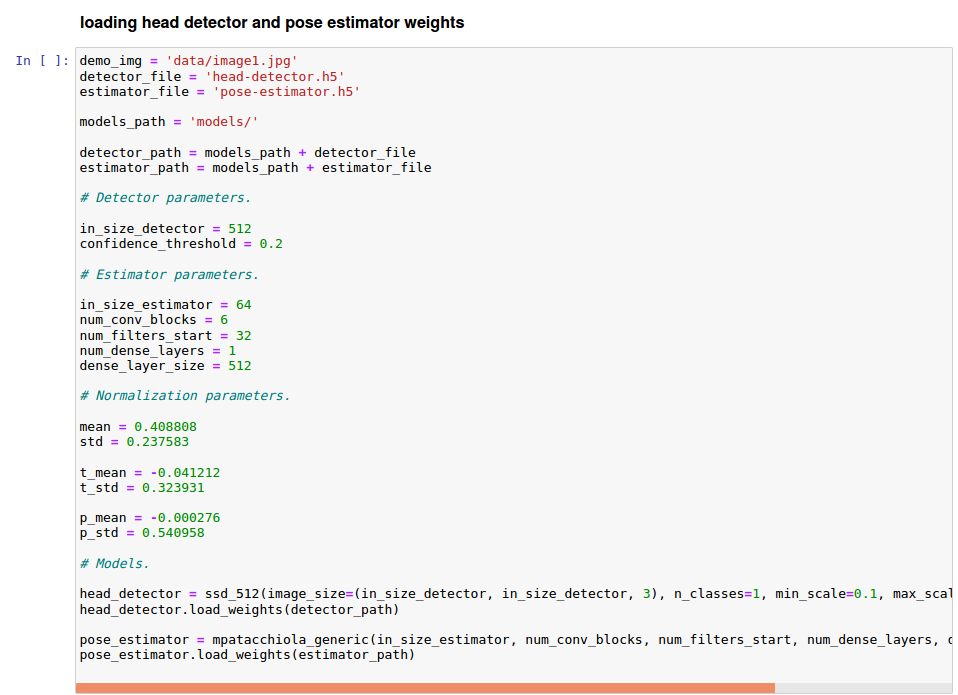 loading head detector and pose estimator weights
In [ ]:
demo_img = 'data/image1.jpg'
detector_file = 'head-detector.h5'
estimator_file = 'pose-estimator.h5'
models_path = 'models/'
detector_path = models_path + detector_file
estimator_path = models_path + estimator_file
# Detector parameters.
in_size_detector = 512
confidence_threshold = 0.2
# Estimator parameters.
in_size_estimator = 64
num_conv_blocks = 6
num_filters_start = 32
num_dense_layers = 1
dense_layer_size = 512
# Normalization parameters.
mean = 0.408808
std = 0.237583
t_mean = -0.041212
t_std = 0.323931
p_mean = -0.000276
p_std = 0.540958
# Models.
head_detector = ssd_512(image_size=(in_size_detector, in_size_detector, 3), n_classes=1, min_scale=0.1, max_scal
head_detector.load_weights(detector_path)
pose_estimator = mpatacchiola_generic(in_size_estimator, num_conv_blocks, num_filters_start, num_dense_layers,
pose_estimator.load_weights(estimator_path)